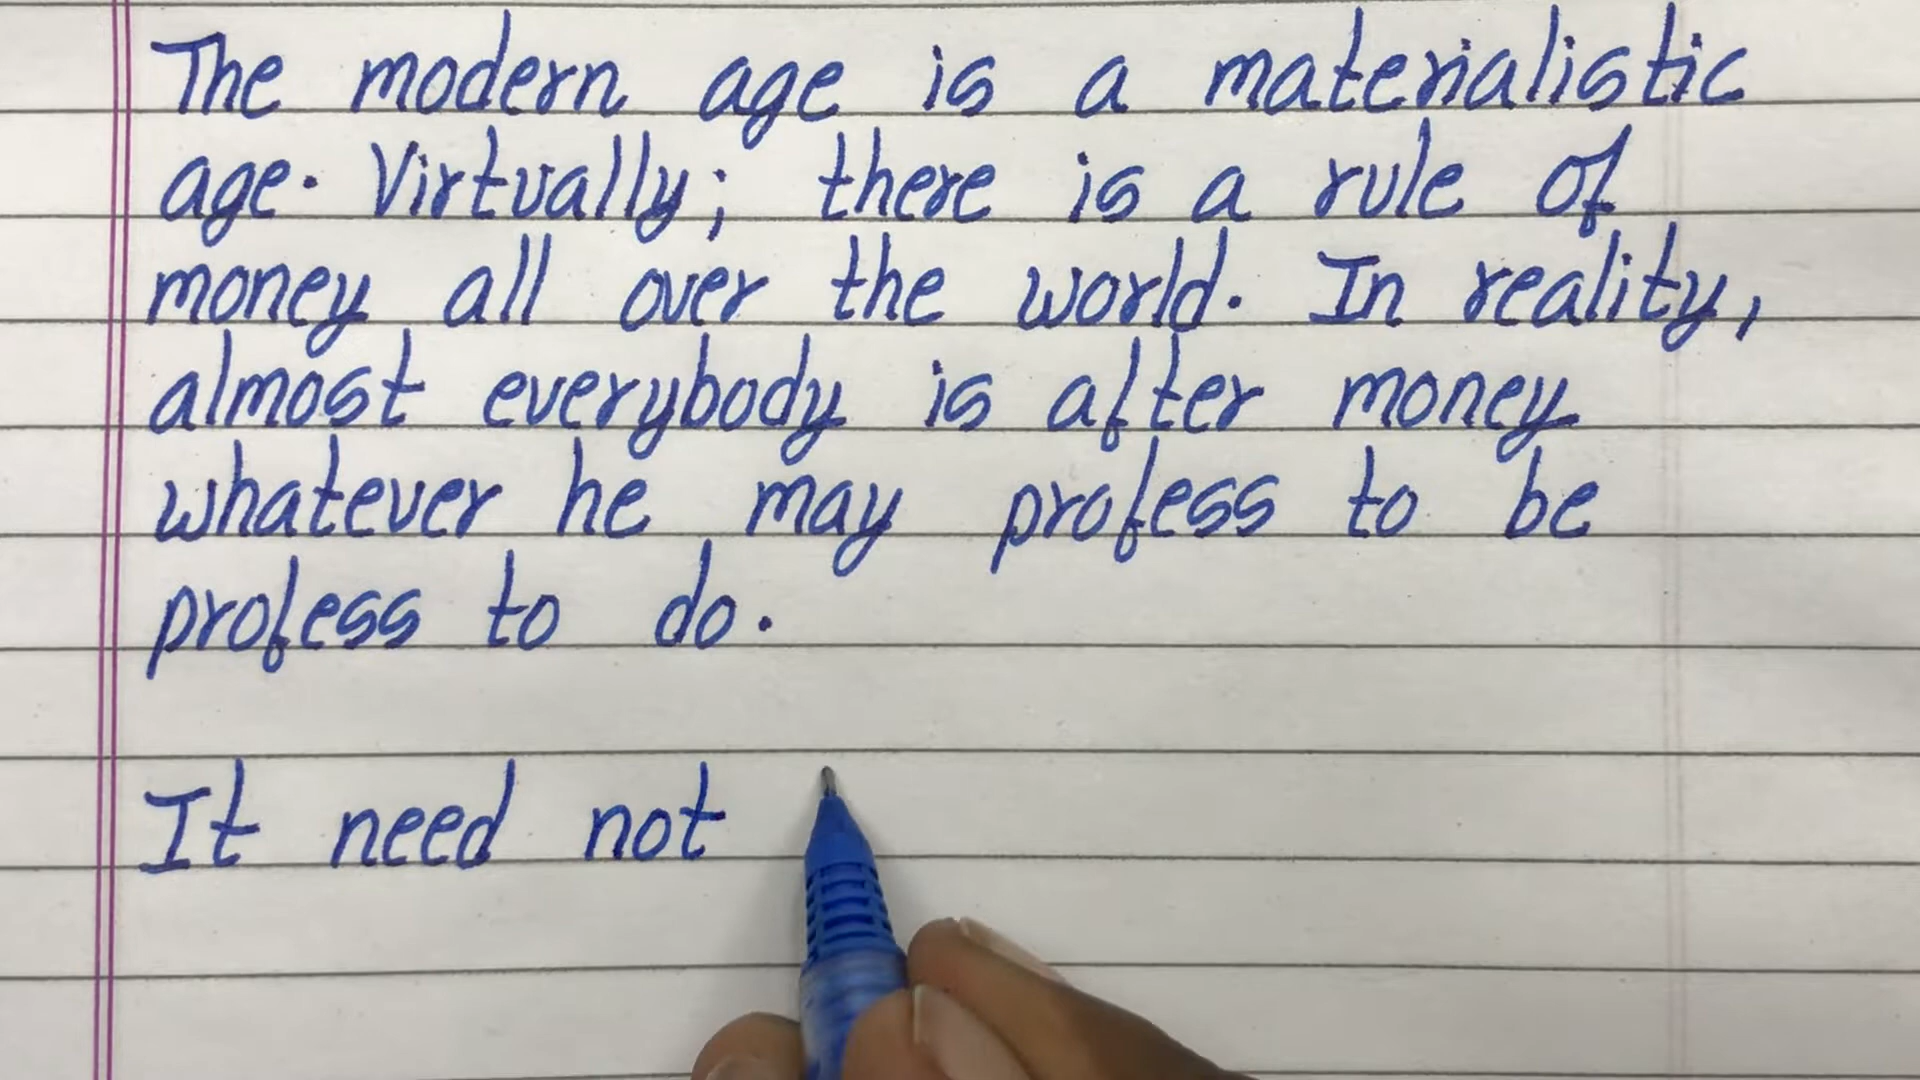 The modern age is a materialistic
age. Virtually; there is a rule of
money all over the world. In reality,
almost everybody is after money
whatever he may profess to be
profess to do.
It need not